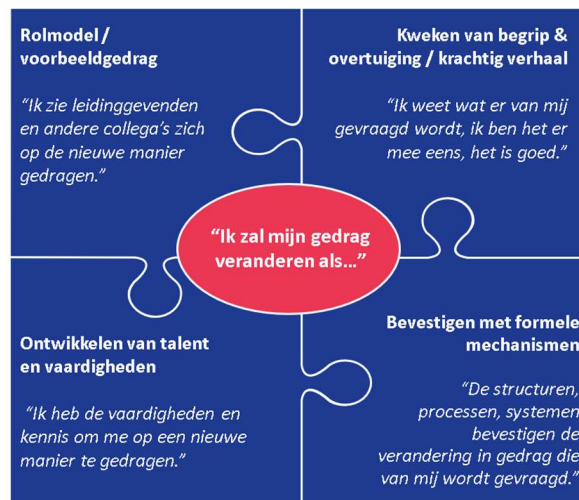 Rolmodel /
voorbeeldgedrag
“Ik zie leidinggevenden
en andere collega’s zich
op de nieuwe manier
gedragen.”
Kweken van begrip &
overtuiging / krachtig verhaal
“Ik weet wat er van mij
gevraagd wordt, ik ben het er
mee eens, het is goed.”
“Ik zal mijn gedrag
veranderen als...”
Ontwikkelen van talent
en vaardigheden
“Ik heb de vaardigheden en
kennis om me op een nieuwe
manier te gedragen.”
Bevestigen met formele
mechanismen
“De structuren,
processen, systemen
bevestigen de
verandering in gedrag die
van mij wordt gevraagd.”